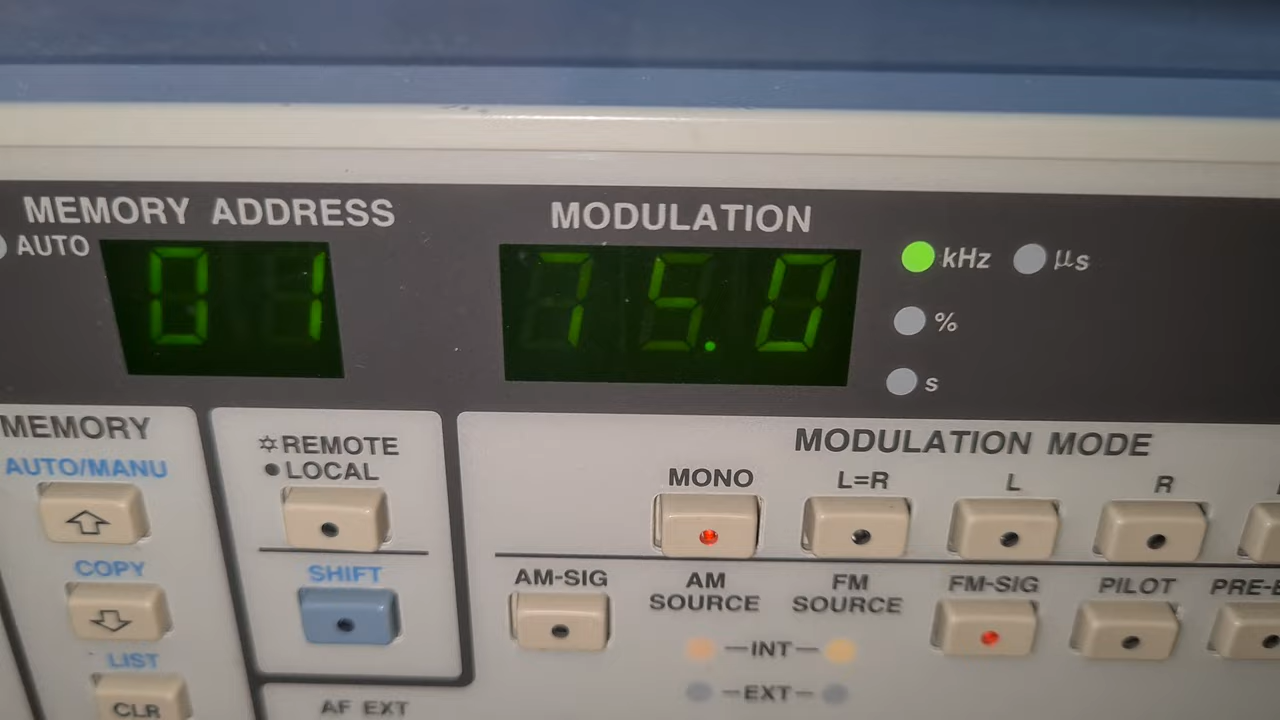 MEMORY ADDRESS
MODULATION
AUTO
01
75.0
kHz
µs
%
s
MEMORY
AUTO/MANU
COPY
LIST
CLR
REMOTE
LOCAL
SHIFT
AF EXT
MODULATION MODE
MONO
L=R
L
R
AM-SIG
AM
SOURCE
FM
SOURCE
FM-SIG
PILOT
INT
EXT